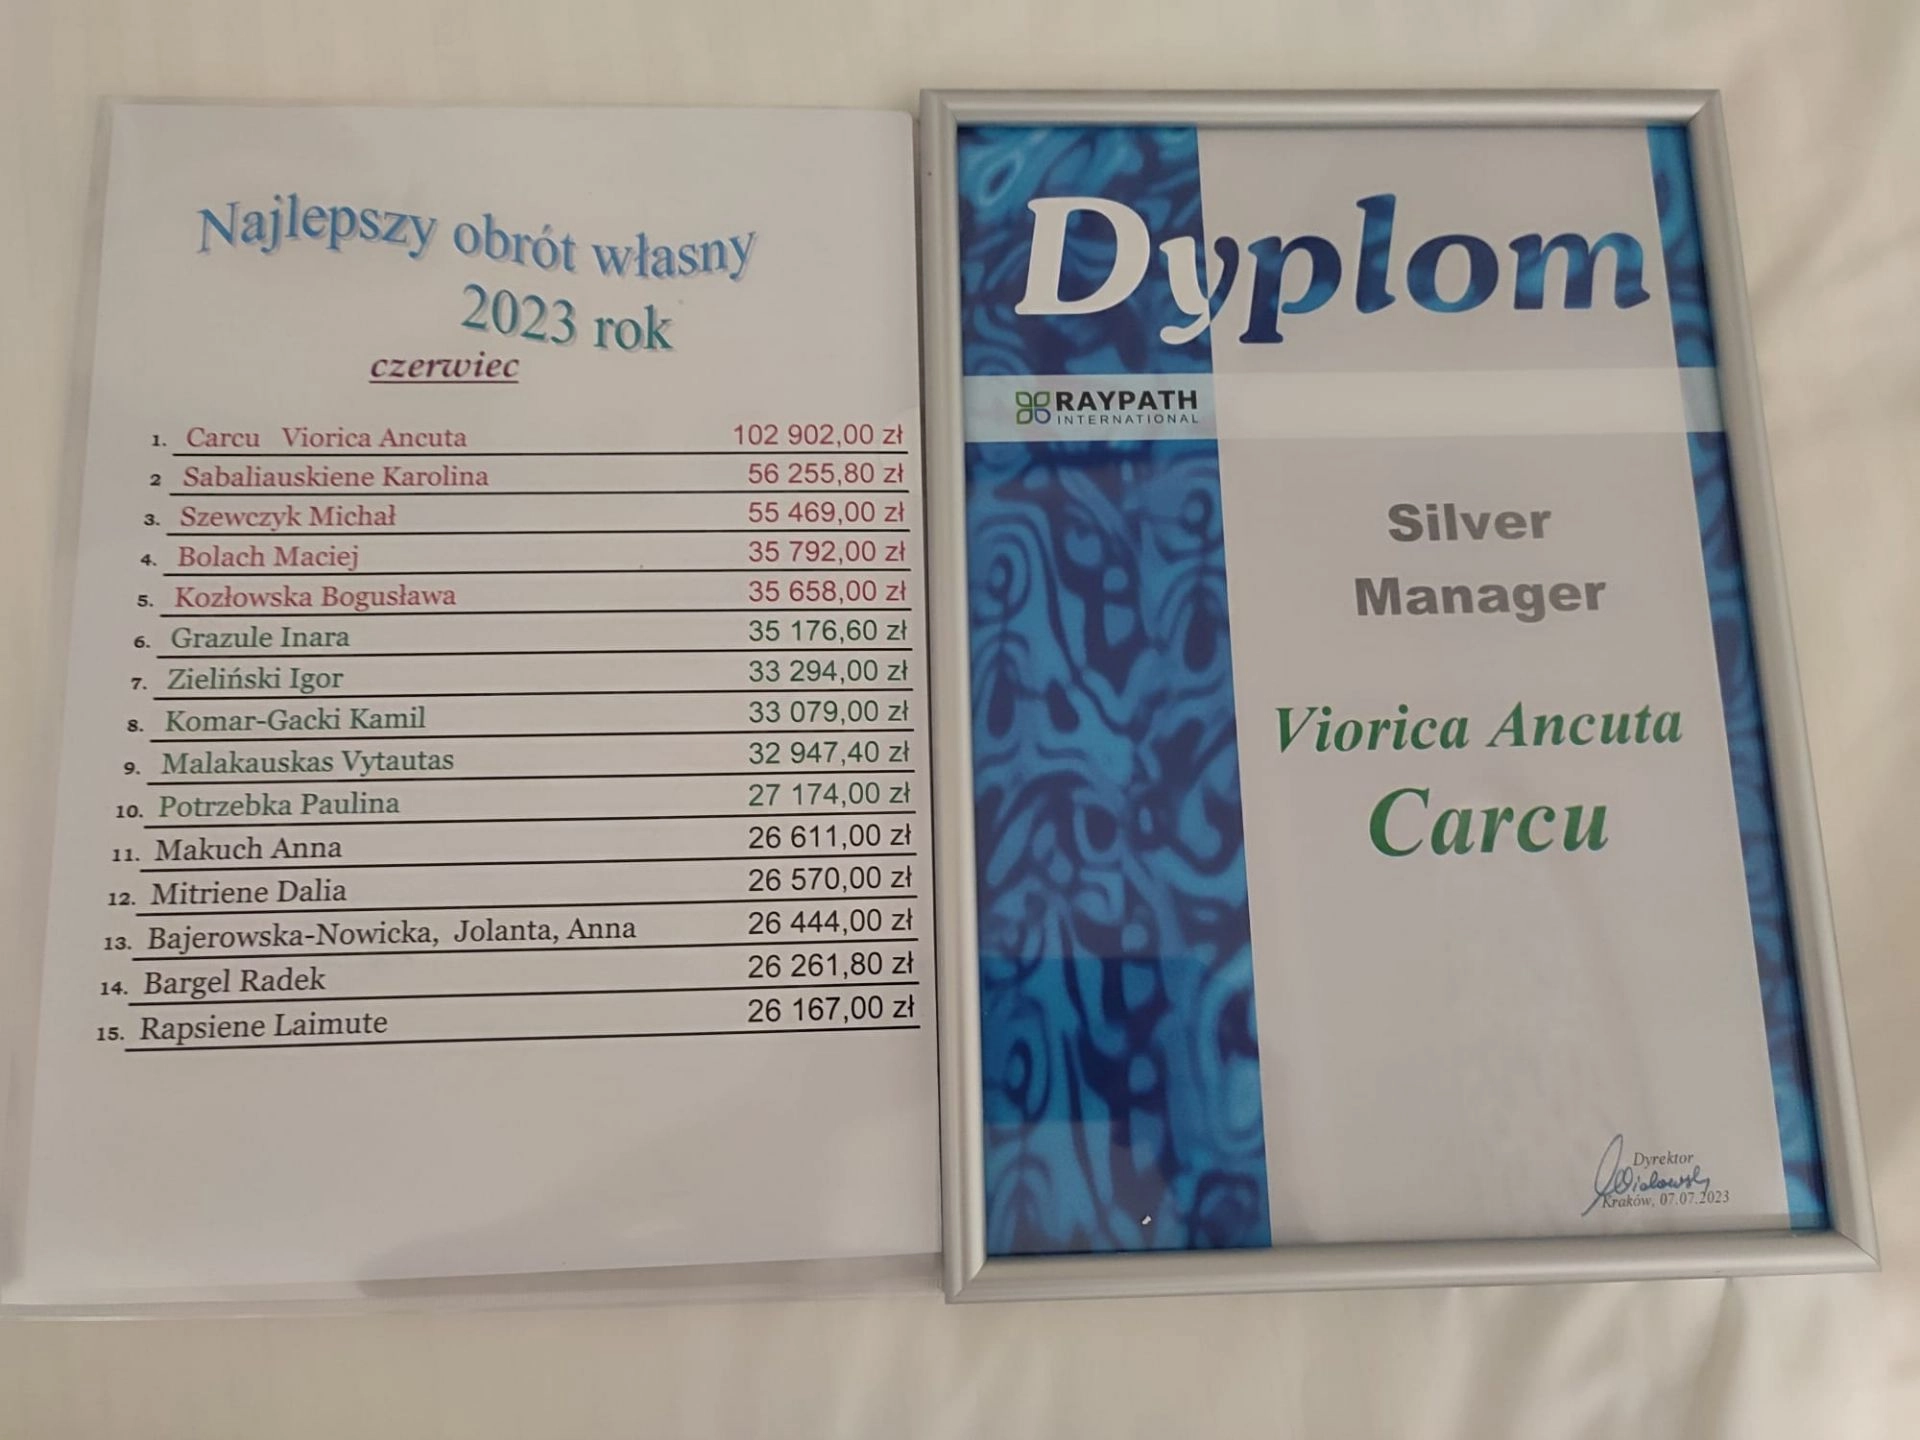 Najlepszy obrót własny
2023 rok
czerwiec
1. Carcu Viorica Ancuta 102 902,00 zł
2 Sabaliauskiene Karolina 56 255,80 zł
3. Szewczyk Michał 55 469,00 zł
4. Bolach Maciej 35 792,00 zł
5. Kozłowska Bogusława 35 658,00 zł
6. Grazule Inara 35 176,60 zł
7. Zieliński Igor 33 294,00 zł
8. Komar-Gacki Kamil 33 079,00 zł
9. Malakauskas Vytautas 32 947,40 zł
10. Potrzebka Paulina 27 174,00 zł
11. Makuch Anna 26 611,00 zł
12. Mitriene Dalia 26 570,00 zł
13. Bajerowska-Nowicka, Jolanta, Anna 26 444,00 zł
14. Bargel Radek 26 261,80 zł
15. Rapsiene Laimute 26 167,00 zł
Dyplom
RAYPATH
INTERNATIONAL
Silver
Manager
Viorica Ancuta
Carcu
Dyrektor
Kraków, 07.07.2023